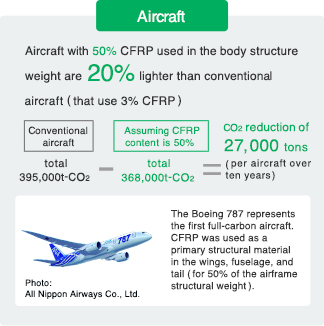 Aircraft
Aircraft with 50% CFRP used in the body structure
weight are 20% lighter than conventional
aircraft ( that use 3% CFRP )
Conventional
aircraft
Assuming CFRP
content is 50%
CO2 reduction of
27,000 tons
total
395,000t-CO2
total
368,000t-CO2
( per aircraft over
ten years )
787
The Boeing 787 represents
the first full-carbon aircraft.
CFRP was used as a
primary structural material
in the wings, fuselage, and
tail ( for 50% of the airframe
structural weight ).
Photo:
All Nippon Airways Co., Ltd.